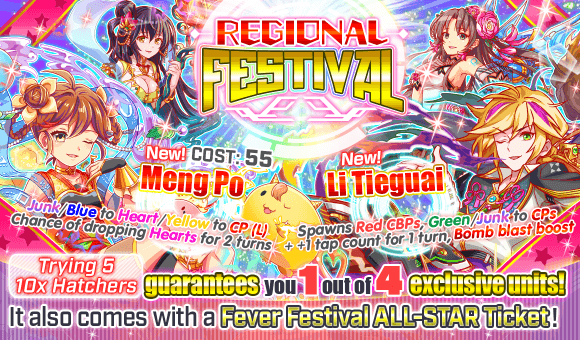 REGIONAL
FESTIVAL
New! COST: 55
Meng Po
New!
Li Tieguai
Junk/Blue to Heart/Yellow to CP (L)
Chance of dropping Hearts for 2 turns
Spawns Red CBPs, Green/Junk to CPs
+ +1 tap count for 1 turn, Bomb blast boost
Trying 5
10x Hatchers
guarantees you 1 out of 4 exclusive units!
It also comes with a Fever Festival ALL-STAR Ticket!